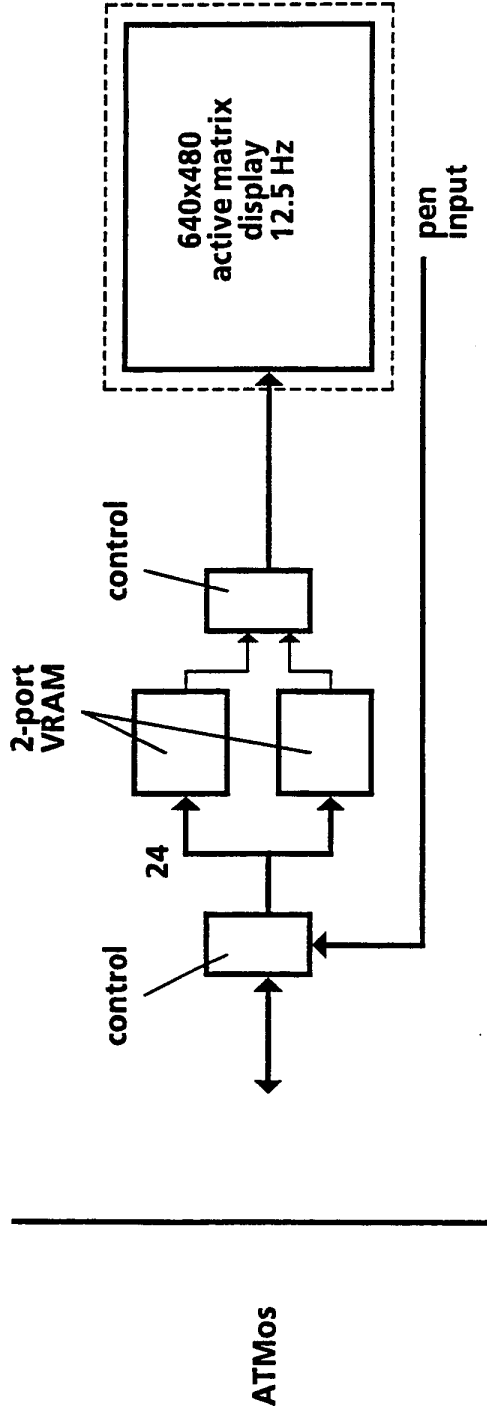 2-port
VRAM
control
24
control
640x480
active matrix
display
12.5 Hz
pen
input
ATMos